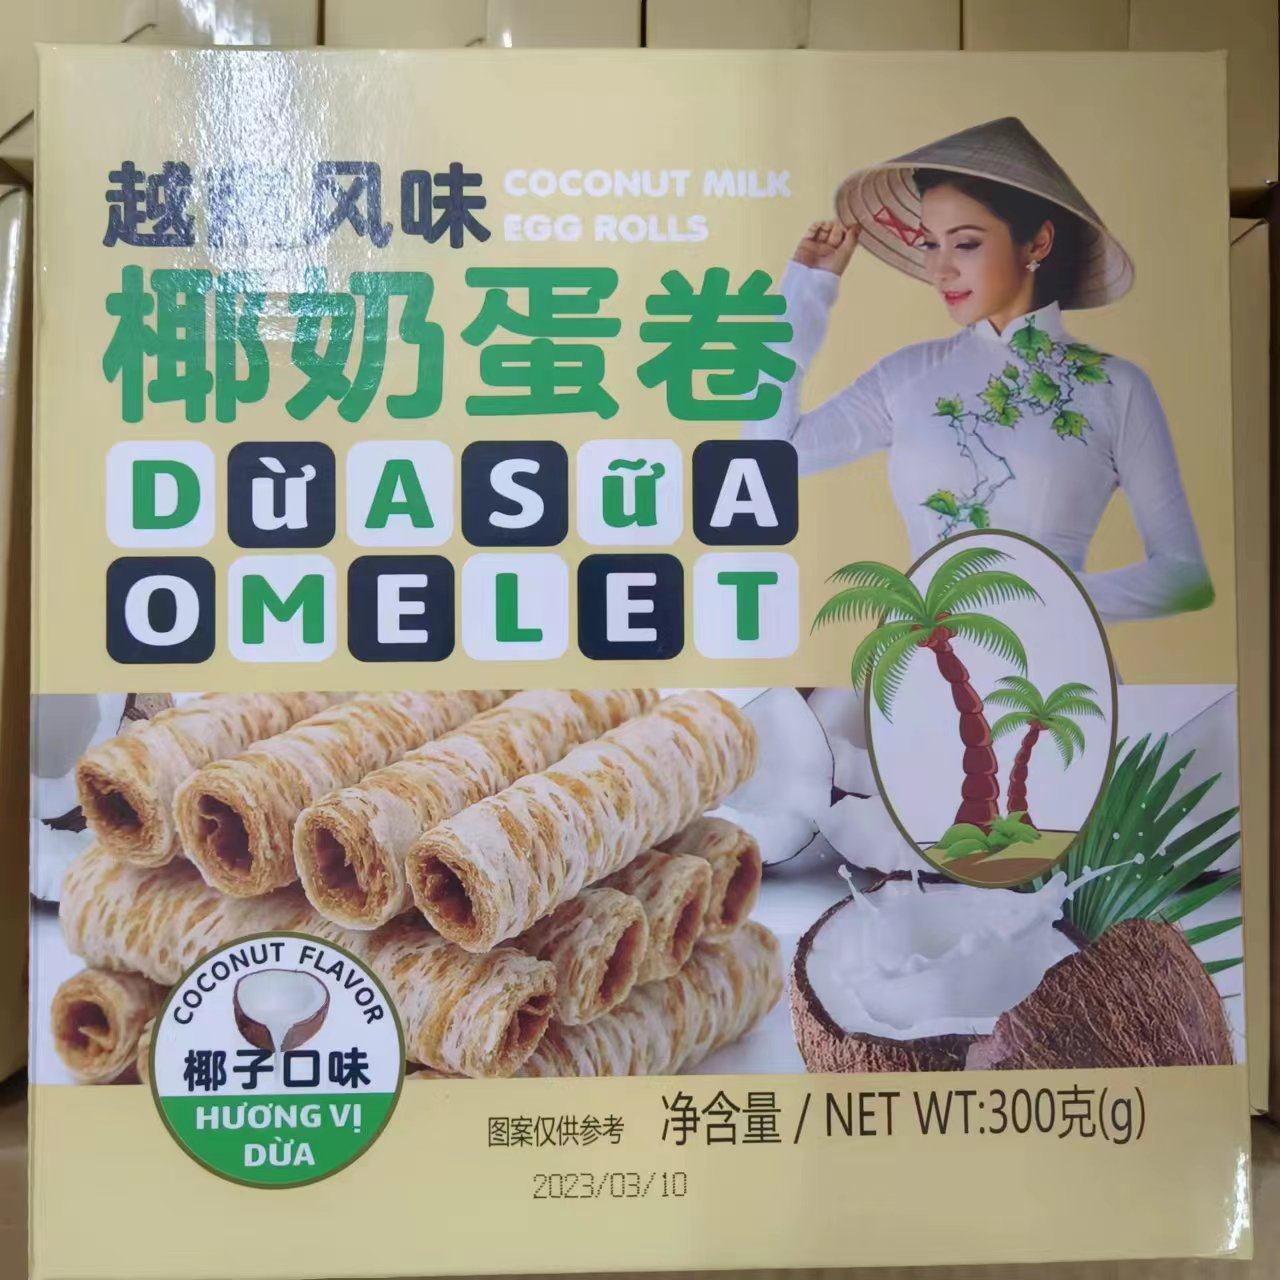 越南风味
COCONUT MILK
EGG ROLLS
椰奶蛋卷
DừASữA
OMELET
COCONUT FLAVOR
椰子口味
HƯƠNG VỊ
DỪA
图案仅供参考
净含量 / NET WT:300克(g)
2023/03/10